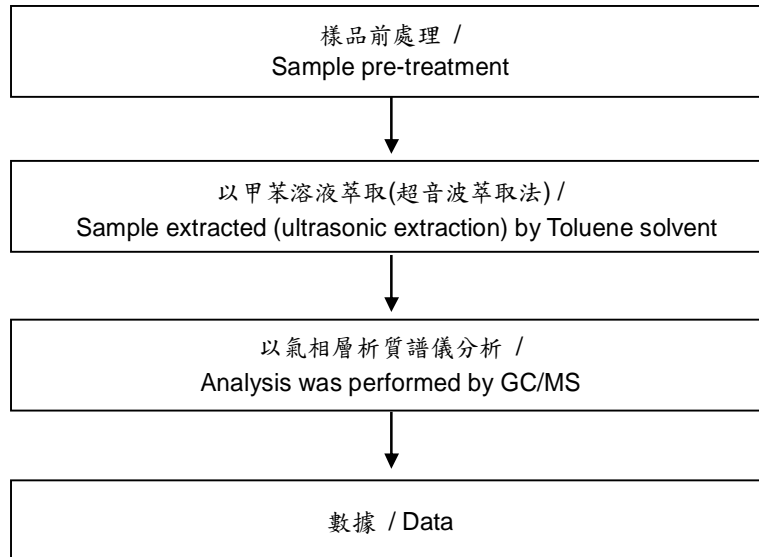 樣品前處理 /
Sample pre-treatment
以甲苯溶液萃取(超音波萃取法) /
Sample extracted (ultrasonic extraction) by Toluene solvent
以氣相層析質譜儀分析 /
Analysis was performed by GC/MS
數據 / Data